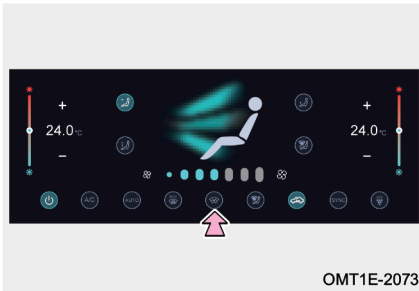 + +
24.0°C 24.0°C
− −
A/C AUTO SYNC
OMT1E-2073